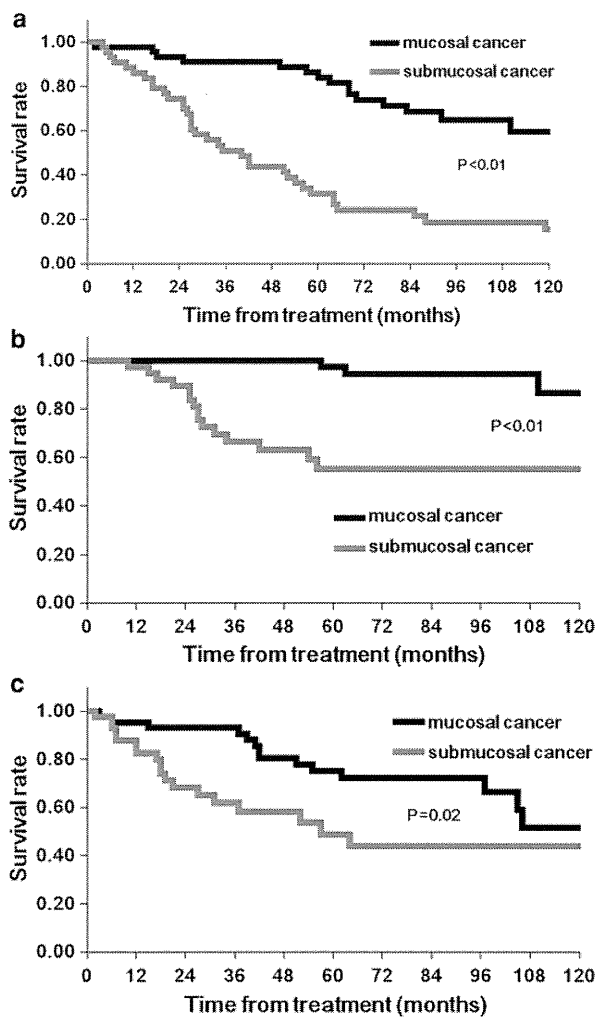 a
1.00
0.80
0.60
0.40
0.20
0.00
Survival rate
mucosal cancer
submucosal cancer
P<0.01
0 12 24 36 48 60 72 84 96 108 120
Time from treatment (months)
b
1.00
0.80
0.60
0.40
0.20
0.00
Survival rate
P<0.01
mucosal cancer
submucosal cancer
0 12 24 36 48 60 72 84 96 108 120
Time from treatment (months)
c
1.00
0.80
0.60
0.40
0.20
0.00
Survival rate
mucosal cancer
submucosal cancer
P=0.02
0 12 24 36 48 60 72 84 96 108 120
Time from treatment (months)